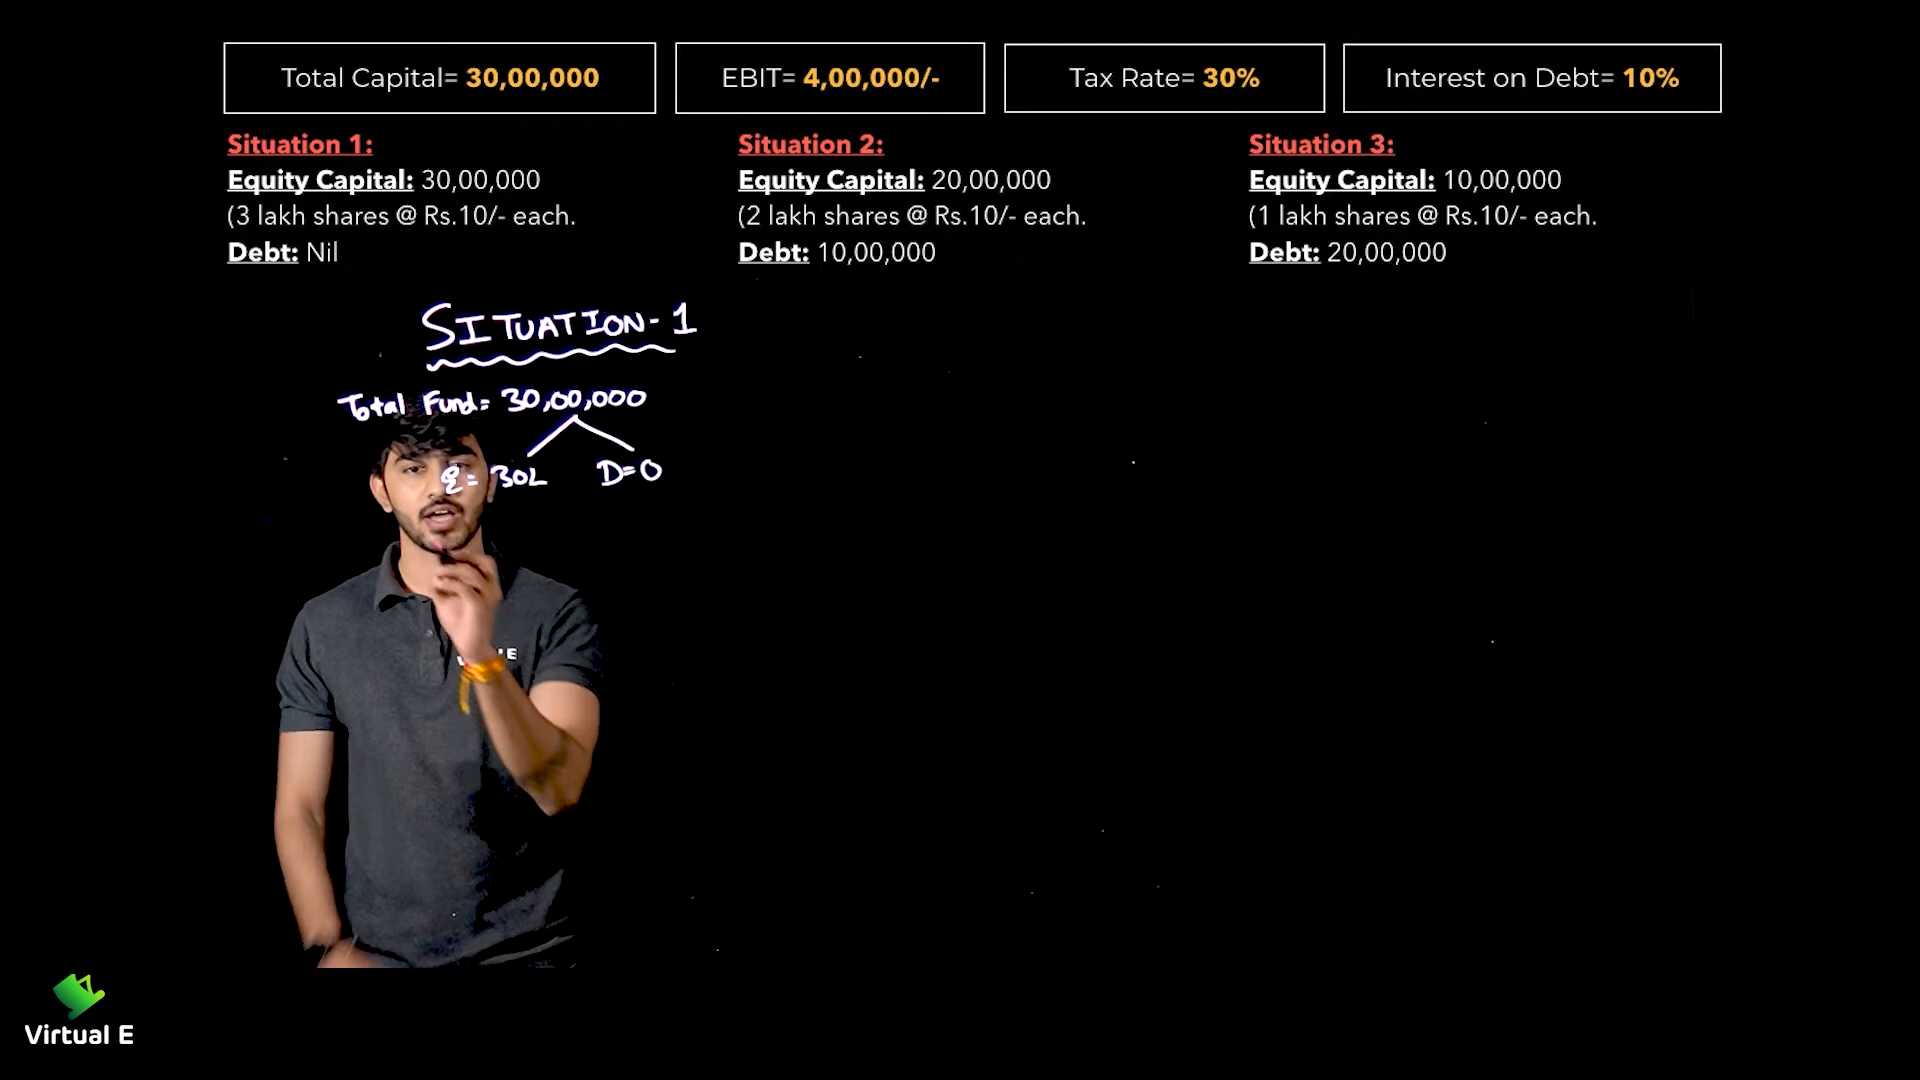 Total Capital= 30,00,000
EBIT= 4,00,000/-
Tax Rate= 30%
Interest on Debt= 10%
Situation 1:
Equity Capital: 30,00,000
(3 lakh shares @ Rs.10/- each.
Debt: Nil
Situation 2:
Equity Capital: 20,00,000
(2 lakh shares @ Rs.10/- each.
Debt: 10,00,000
Situation 3:
Equity Capital: 10,00,000
(1 lakh shares @ Rs.10/- each.
Debt: 20,00,000
SITUATION-1
Total Fund= 30,00,000
= 30L D=0
Virtual E